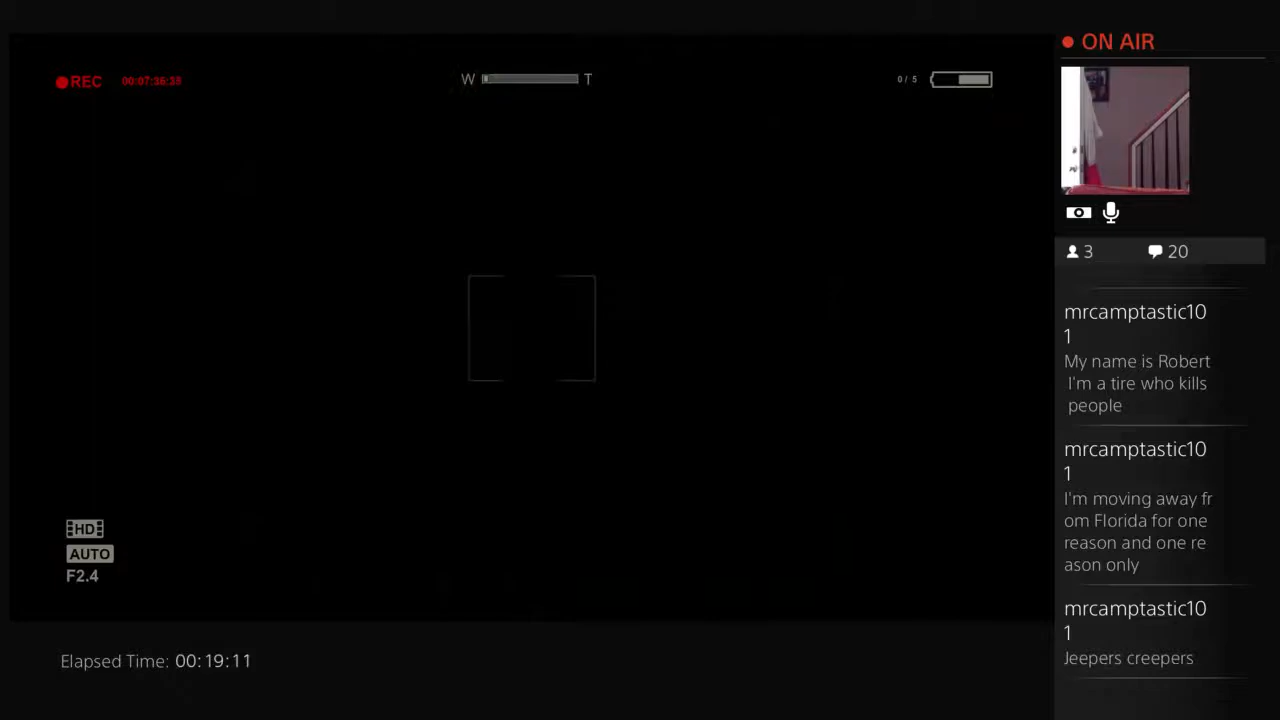 ON AIR
REC 00:07:36:39
W T
0 / 5
3 20
mrcamptastic10
1
My name is Robert
I'm a tire who kills
people
mrcamptastic10
1
I'm moving away fr
om Florida for one
reason and one re
ason only
mrcamptastic10
1
Jeepers creepers
HD
AUTO
F2.4
Elapsed Time: 00:19:11